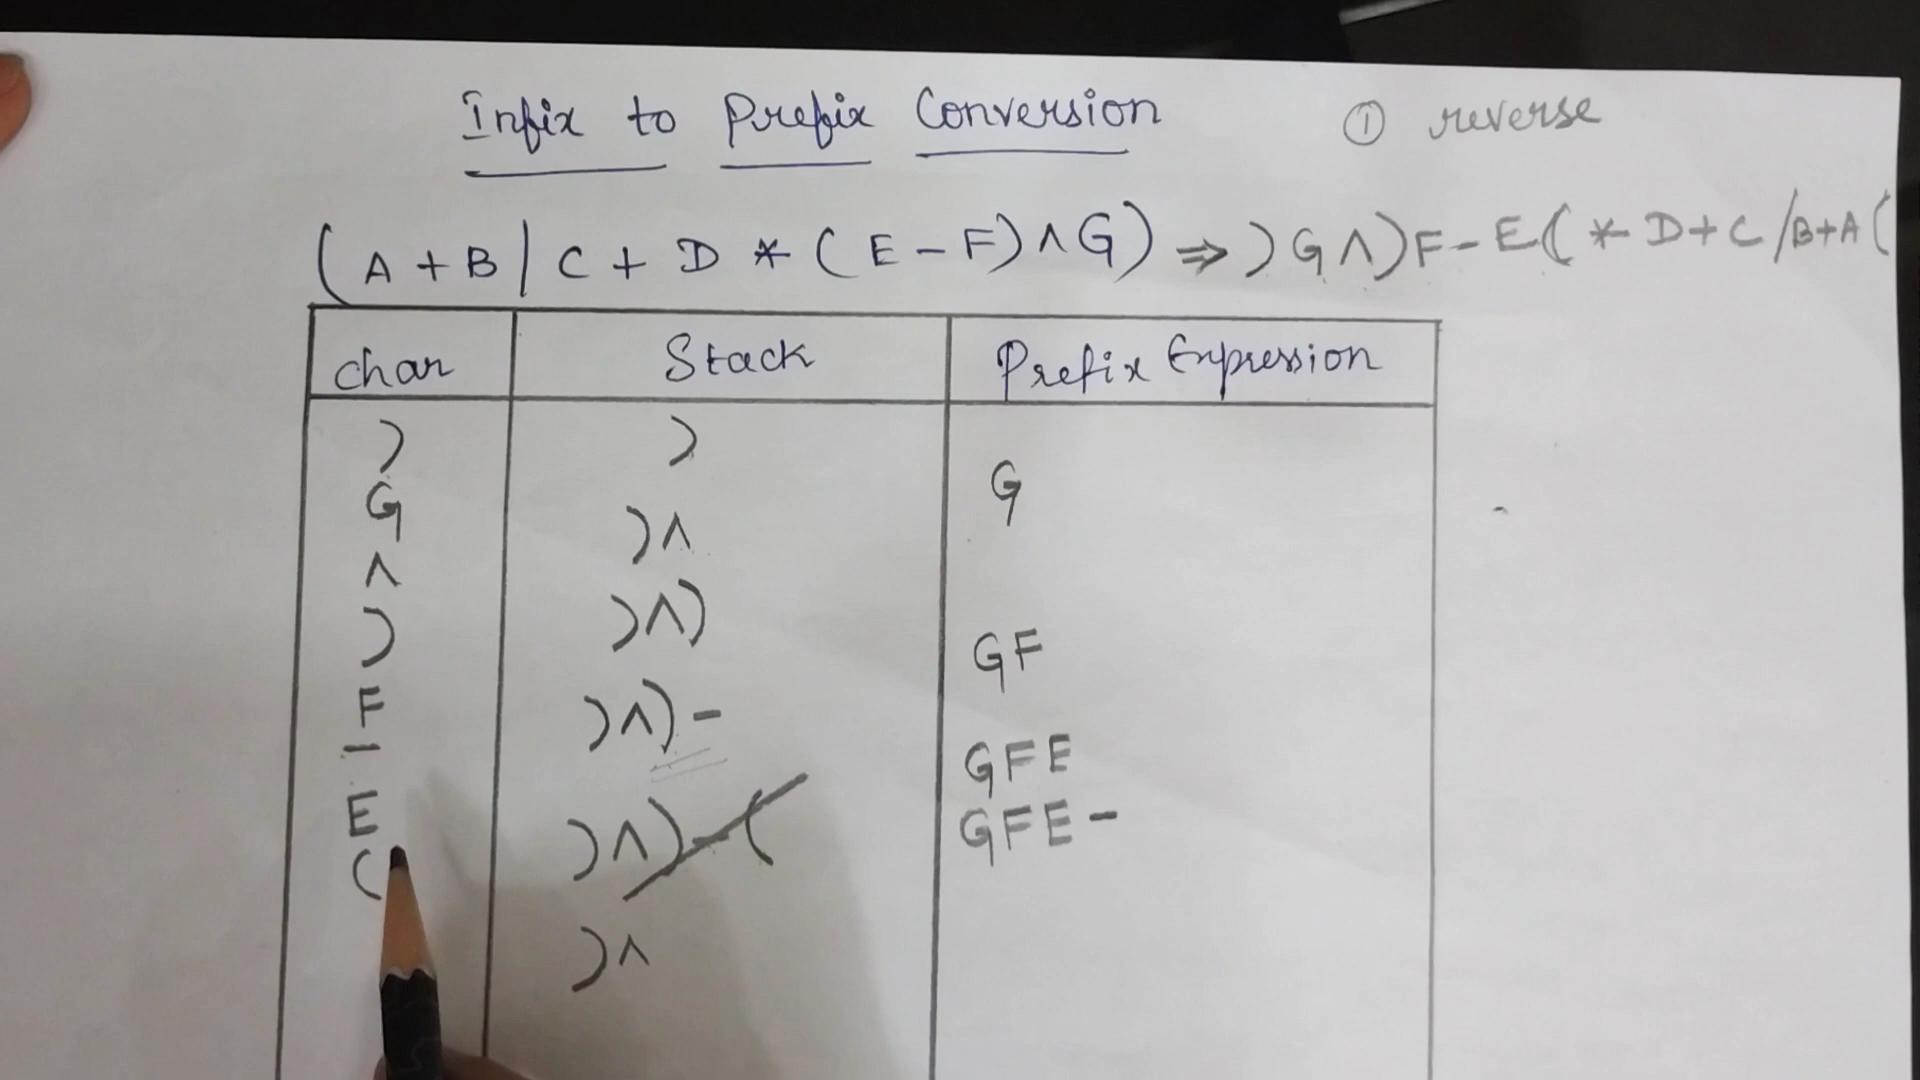 Infix to Prefix Conversion
① reverse
(A+B/C+D*(E-F)^G) ⇒ )G^)F-E(*D+C/B+A(
Char Stack Prefix Expression
) )
G G
^ )^
) )^)
F GF
- )^)-
E GFE
( )^)-( GFE-
)^